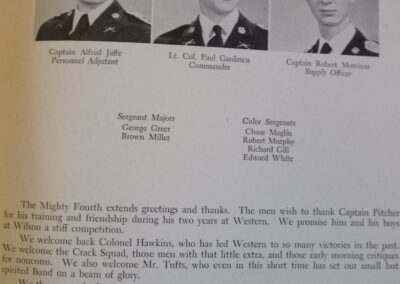 Captain Alfred Jaffe
Personnel Adjutant
Lt. Col. Paul Gardescu
Commander
Captain Robert Morrison
Supply Officer
Sergeant Majors
George Greer
Brown Miller
Color Sergeants
Chase Maglin
Robert Murphy
Richard Gill
Edward White
The Mighty Fourth extends greetings and thanks. The men wish to thank Captain Pitcher
for his training and friendship during his two years at Western. We promise him and his boys
at Wilson a stiff competition.
We welcome back Colonel Hawkins, who has led Western to so many victories in the past.
We welcome the Crack Squad, those men with that little extra, and those early morning critiques
for noncoms. We also welcome Mr. Tufts, who even in this short time has set our small but
spirited Band on a beam of glory.